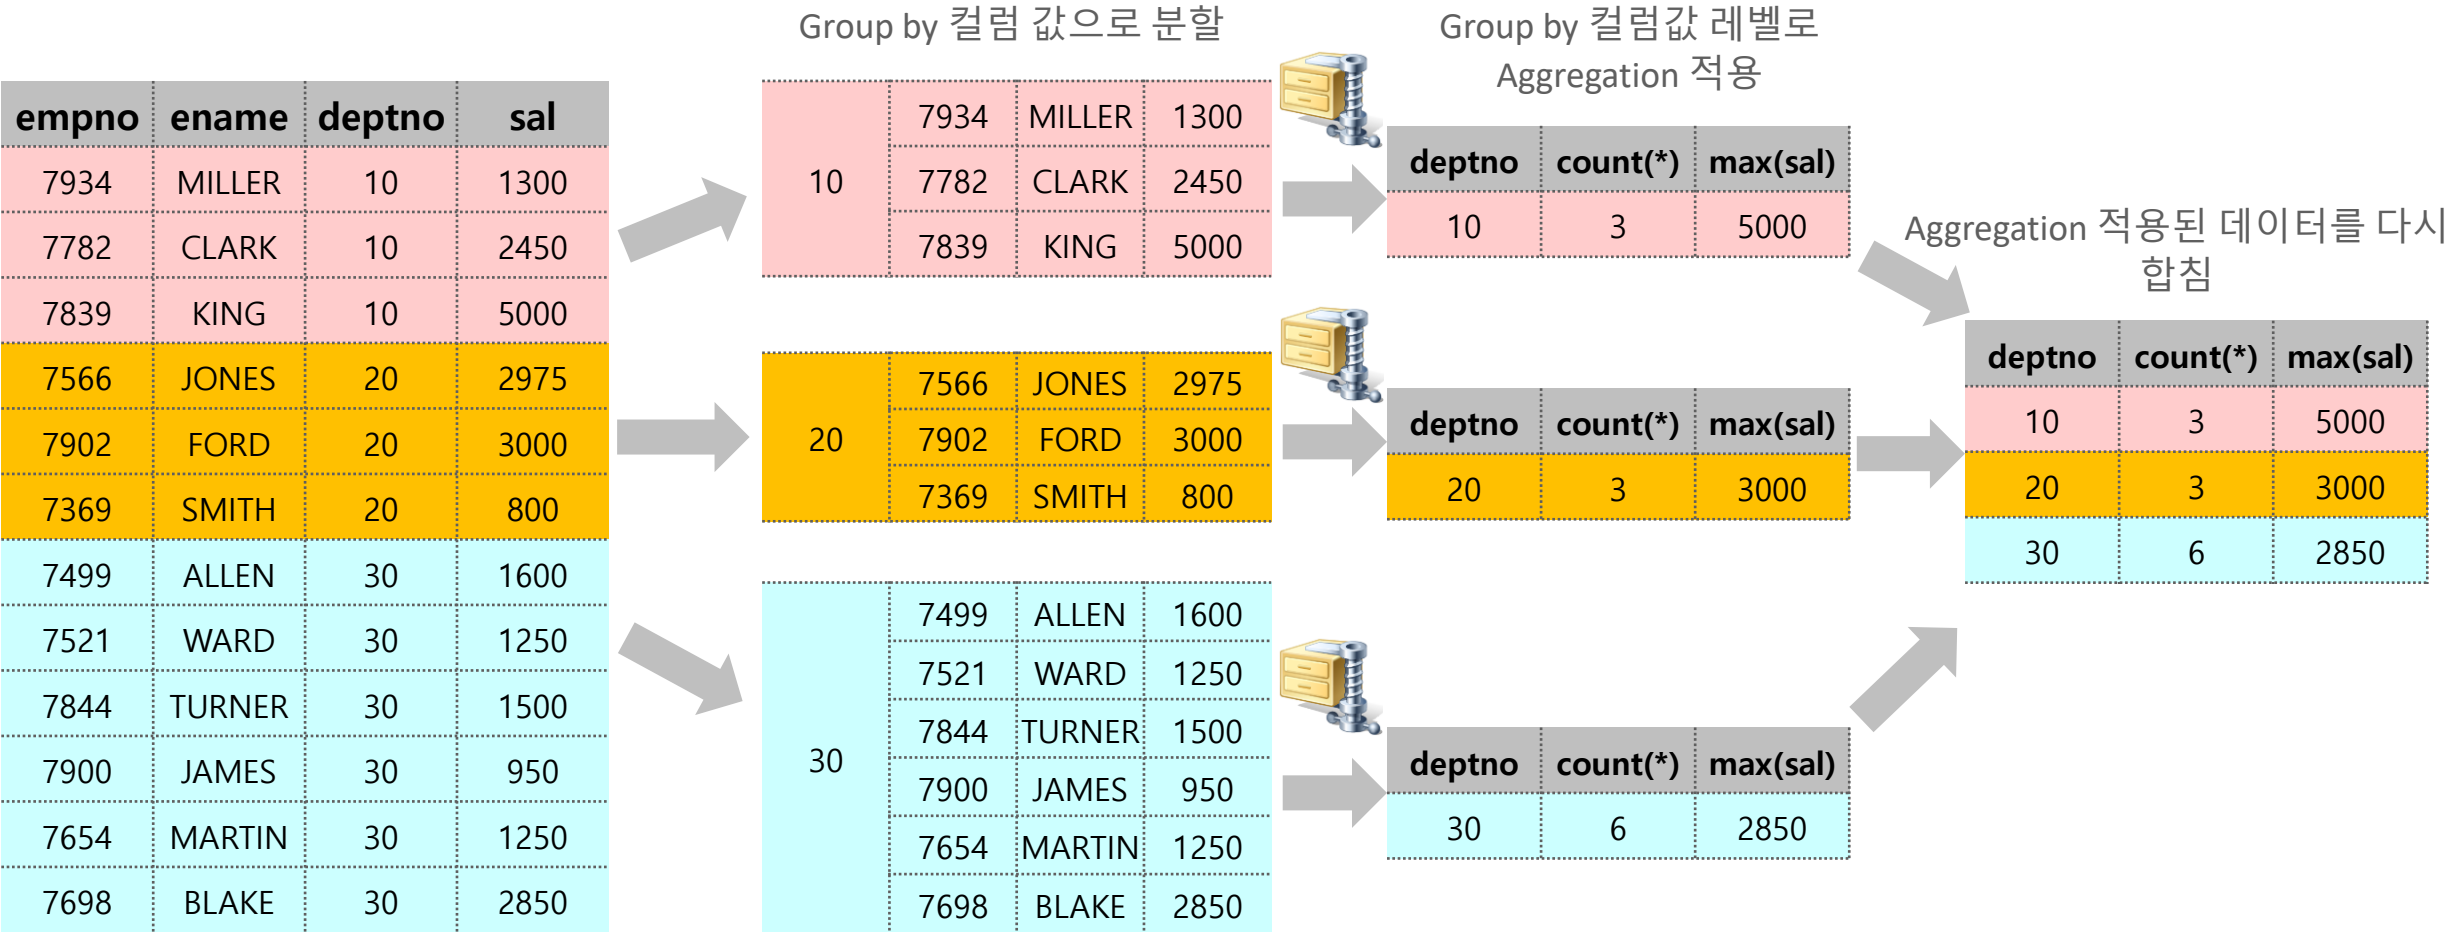 Group by 컬럼 값으로 분할
Group by 컬럼값 레벨로
Aggregation 적용
Aggregation 적용된 데이터를 다시
합침
empno ename deptno sal
7934 MILLER 10 1300
7782 CLARK 10 2450
7839 KING 10 5000
7566 JONES 20 2975
7902 FORD 20 3000
7369 SMITH 20 800
7499 ALLEN 30 1600
7521 WARD 30 1250
7844 TURNER 30 1500
7900 JAMES 30 950
7654 MARTIN 30 1250
7698 BLAKE 30 2850
10
7934 MILLER 1300
7782 CLARK 2450
7839 KING 5000
20
7566 JONES 2975
7902 FORD 3000
7369 SMITH 800
30
7499 ALLEN 1600
7521 WARD 1250
7844 TURNER 1500
7900 JAMES 950
7654 MARTIN 1250
7698 BLAKE 2850
deptno count(*) max(sal)
10 3 5000
deptno count(*) max(sal)
20 3 3000
deptno count(*) max(sal)
30 6 2850
deptno count(*) max(sal)
10 3 5000
20 3 3000
30 6 2850